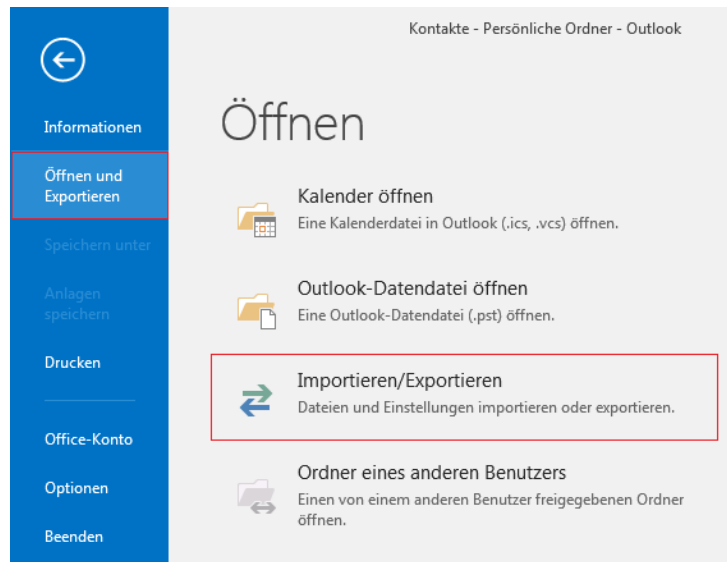 Kontakte - Persönliche Ordner - Outlook
Informationen
Öffnen und
Exportieren
Speichern unter
Anlagen
speichern
Drucken
Office-Konto
Optionen
Beenden
Öffnen
Kalender öffnen
Eine Kalenderdatei in Outlook (.ics, .vcs) öffnen.
Outlook-Datendatei öffnen
Eine Outlook-Datendatei (.pst) öffnen.
Importieren/Exportieren
Dateien und Einstellungen importieren oder exportieren.
Ordner eines anderen Benutzers
Einen von einem anderen Benutzer freigegebenen Ordner
öffnen.